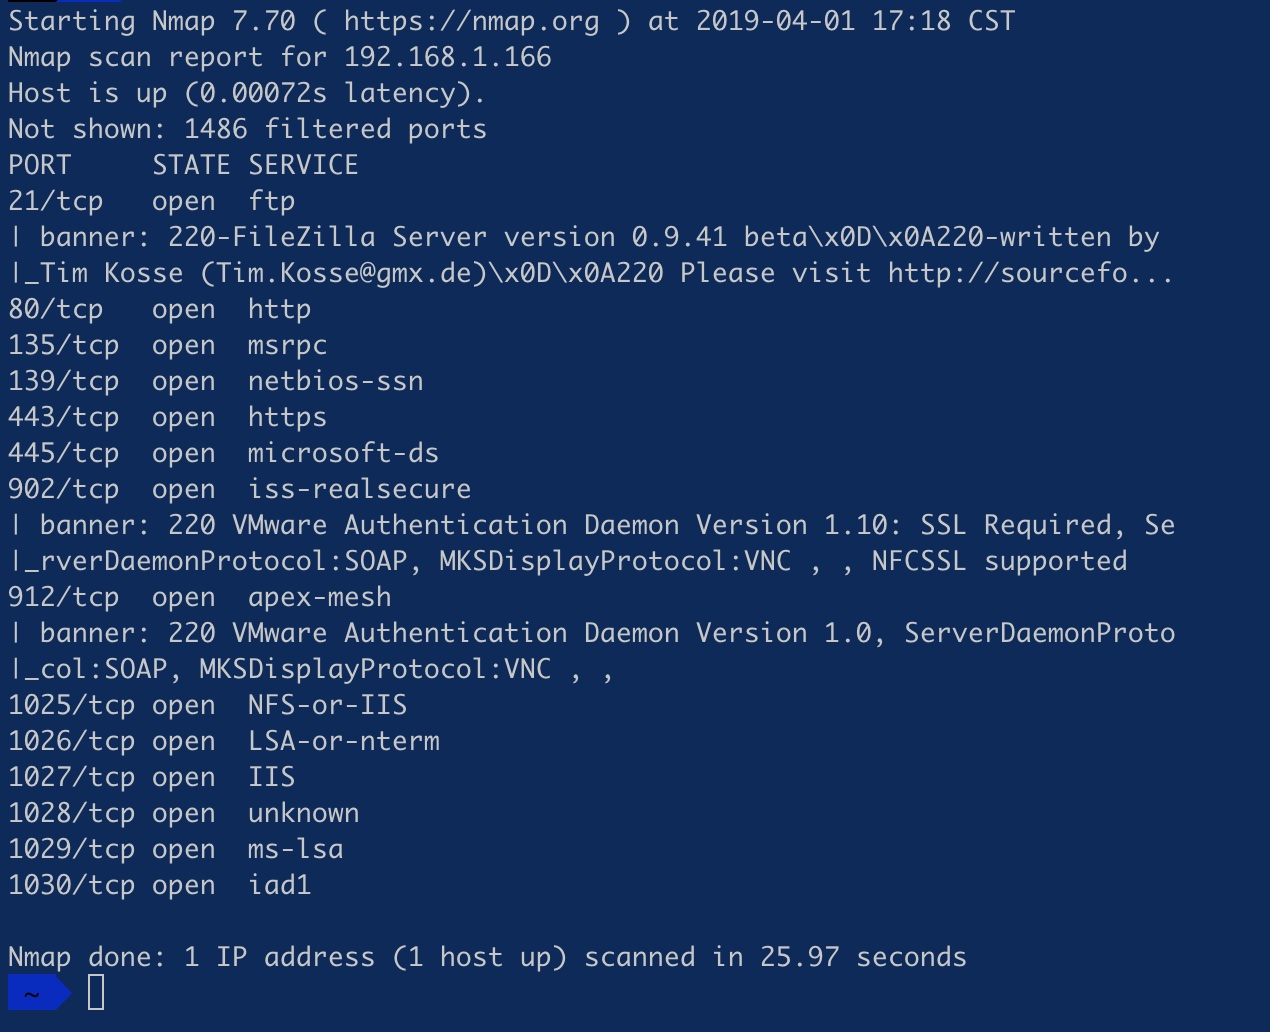 Starting Nmap 7.70 ( https://nmap.org ) at 2019-04-01 17:18 CST
Nmap scan report for 192.168.1.166
Host is up (0.00072s latency).
Not shown: 1486 filtered ports
PORT     STATE SERVICE
21/tcp   open  ftp
| banner: 220-FileZilla Server version 0.9.41 beta\x0D\x0A220-written by
|_Tim Kosse (Tim.Kosse@gmx.de)\x0D\x0A220 Please visit http://sourcefo...
80/tcp   open  http
135/tcp  open  msrpc
139/tcp  open  netbios-ssn
443/tcp  open  https
445/tcp  open  microsoft-ds
902/tcp  open  iss-realsecure
| banner: 220 VMware Authentication Daemon Version 1.10: SSL Required, Se
|_rverDaemonProtocol:SOAP, MKSDisplayProtocol:VNC , , NFCSSL supported
912/tcp  open  apex-mesh
| banner: 220 VMware Authentication Daemon Version 1.0, ServerDaemonProto
|_col:SOAP, MKSDisplayProtocol:VNC , ,
1025/tcp open  NFS-or-IIS
1026/tcp open  LSA-or-nterm
1027/tcp open  IIS
1028/tcp open  unknown
1029/tcp open  ms-lsa
1030/tcp open  iad1
Nmap done: 1 IP address (1 host up) scanned in 25.97 seconds
~